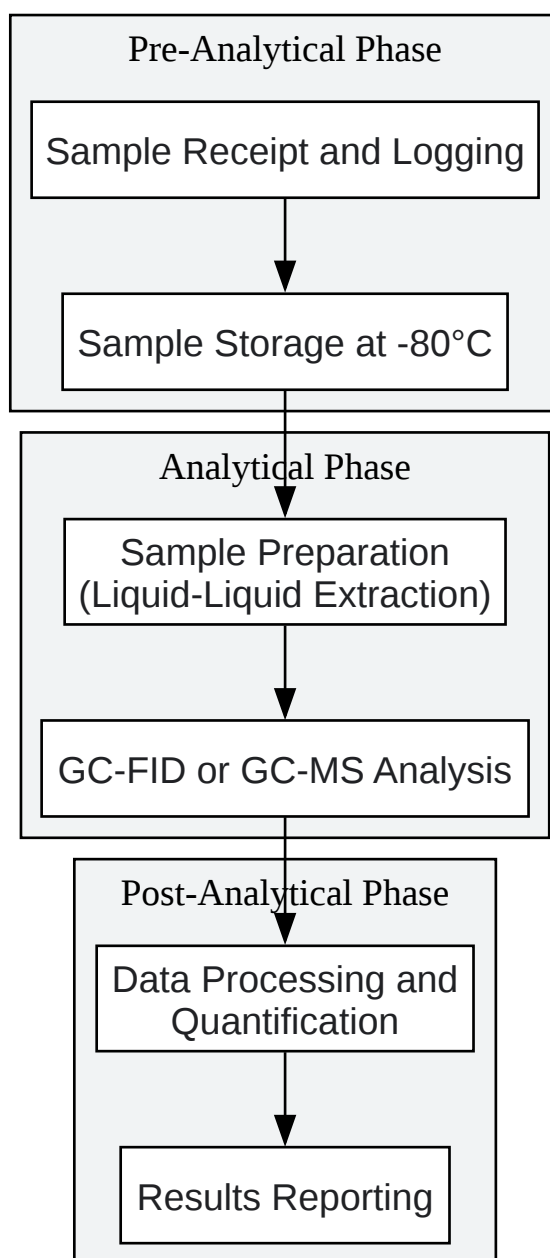 Pre-Analytical Phase
Sample Receipt and Logging
Sample Storage at -80°C
Analytical Phase
Sample Preparation
(Liquid-Liquid Extraction)
GC-FID or GC-MS Analysis
Post-Analytical Phase
Data Processing and
Quantification
Results Reporting